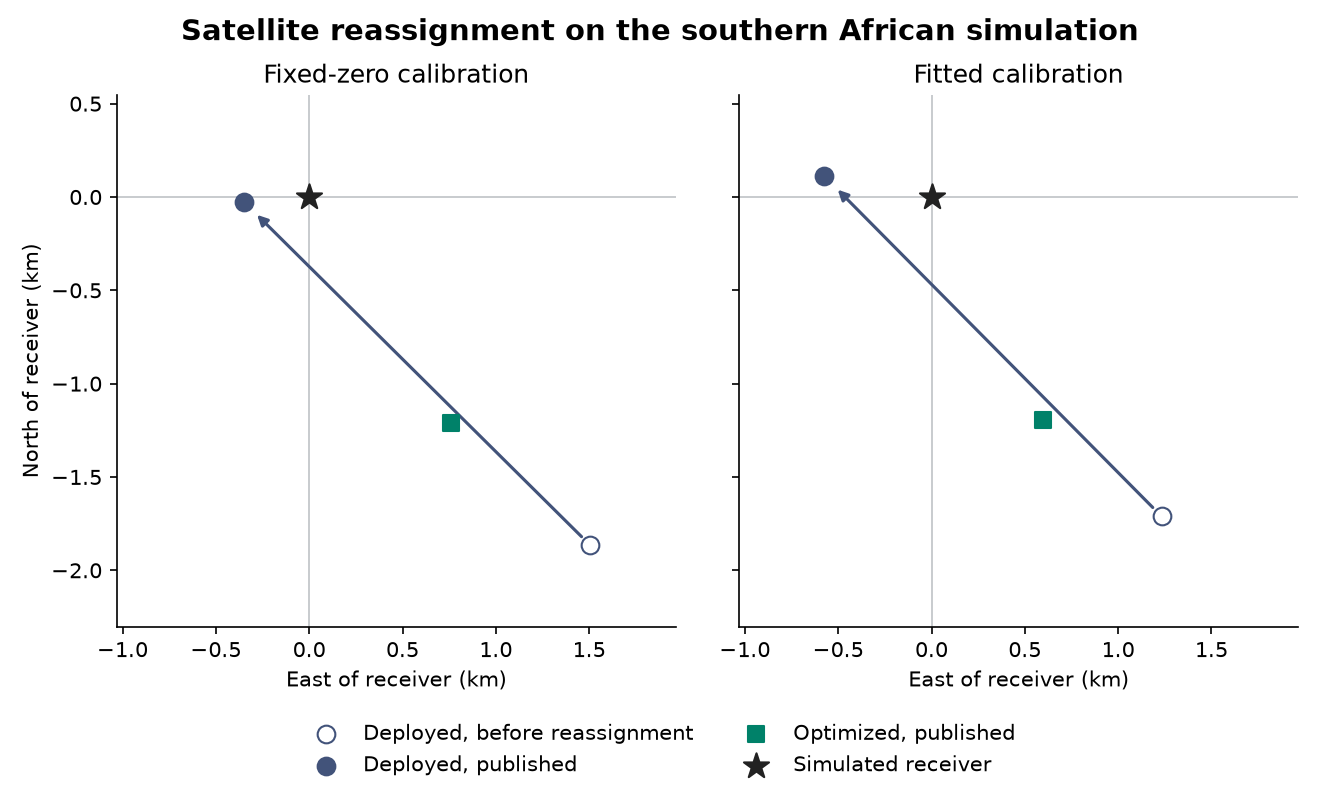 Satellite reassignment on the southern African simulation
Fixed-zero calibration
Fitted calibration
0.5
0.0
−0.5
−1.0
−1.5
−2.0
North of receiver (km)
−1.0 −0.5 0.0 0.5 1.0 1.5
−1.0 −0.5 0.0 0.5 1.0 1.5
East of receiver (km)
East of receiver (km)
Deployed, before reassignment
Deployed, published
Optimized, published
Simulated receiver